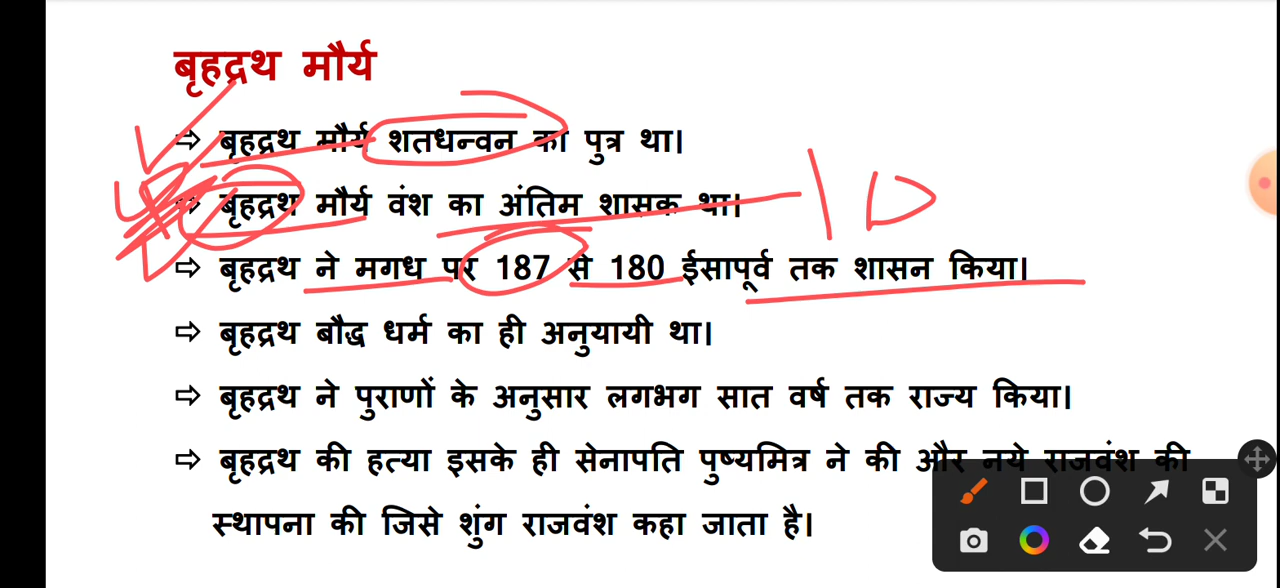 बृहद्रथ मौर्य
⇨ बृहद्रथ मौर्य शतधन्वन का पुत्र था।
⇨ बृहद्रथ मौर्य वंश का अंतिम शासक था। 10
⇨ बृहद्रथ ने मगध पर 187 से 180 ईसापूर्व तक शासन किया।
⇨ बृहद्रथ बौद्ध धर्म का ही अनुयायी था।
⇨ बृहद्रथ ने पुराणों के अनुसार लगभग सात वर्ष तक राज्य किया।
⇨ बृहद्रथ की हत्या इसके ही सेनापति पुष्यमित्र ने की और नये राजवंश की
स्थापना की जिसे शुंग राजवंश कहा जाता है।